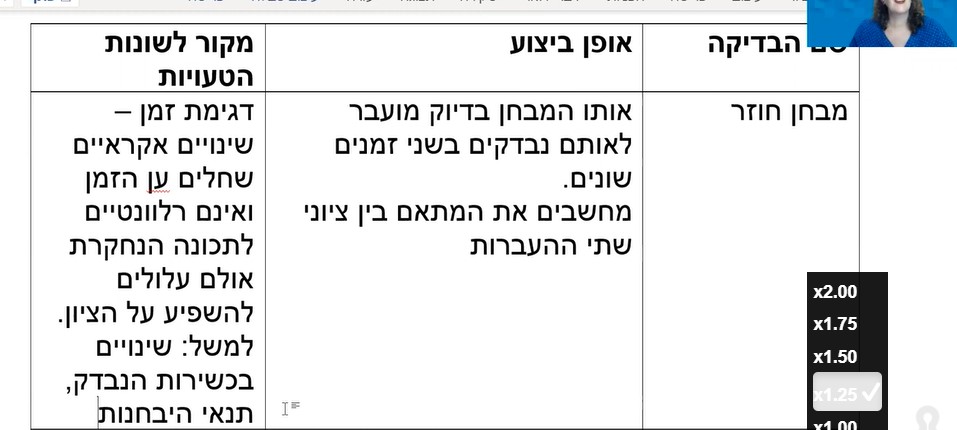 שם הבדיקה
אופן ביצוע
מקור לשונות
הטעויות
מבחן חוזר
אותו המבחן בדיוק מועבר
לאותם נבדקים בשני זמנים
שונים.
מחשבים את המתאם בין ציוני
שתי ההעברות
דגימת זמן –
שינויים אקראיים
שחלים ען הזמן
ואינם רלוונטיים
לתכונה הנחקרת
אולם עלולים
להשפיע על הציון.
למשל: שינויים
בכשירות הנבדק,
תנאי היבחנות
x2.00
x1.75
x1.50
x1.25
x1.00